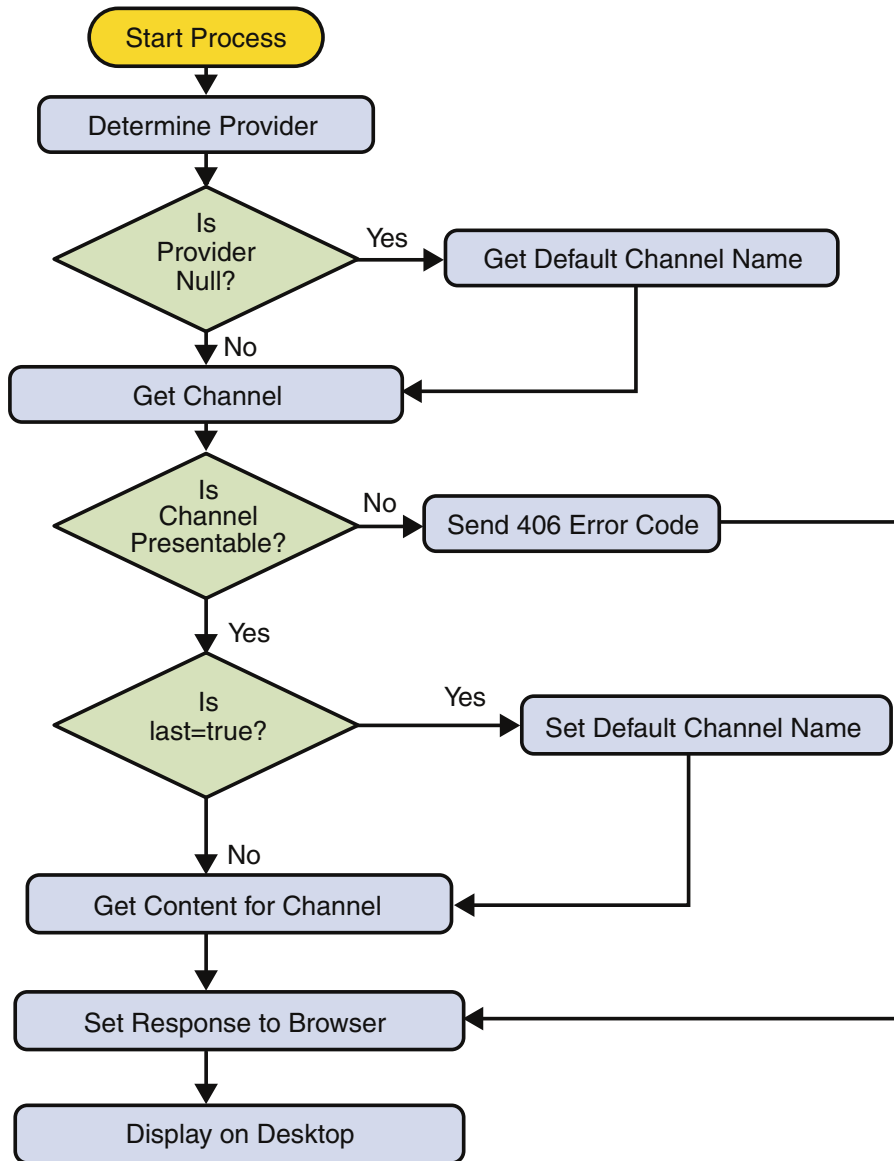 Start Process
Determine Provider
Is
Provider
Null?
Yes
Get Default Channel Name
No
Get Channel
Is
Channel
Presentable?
No
Send 406 Error Code
Yes
Is
last=true?
Yes
Set Default Channel Name
No
Get Content for Channel
Set Response to Browser
Display on Desktop